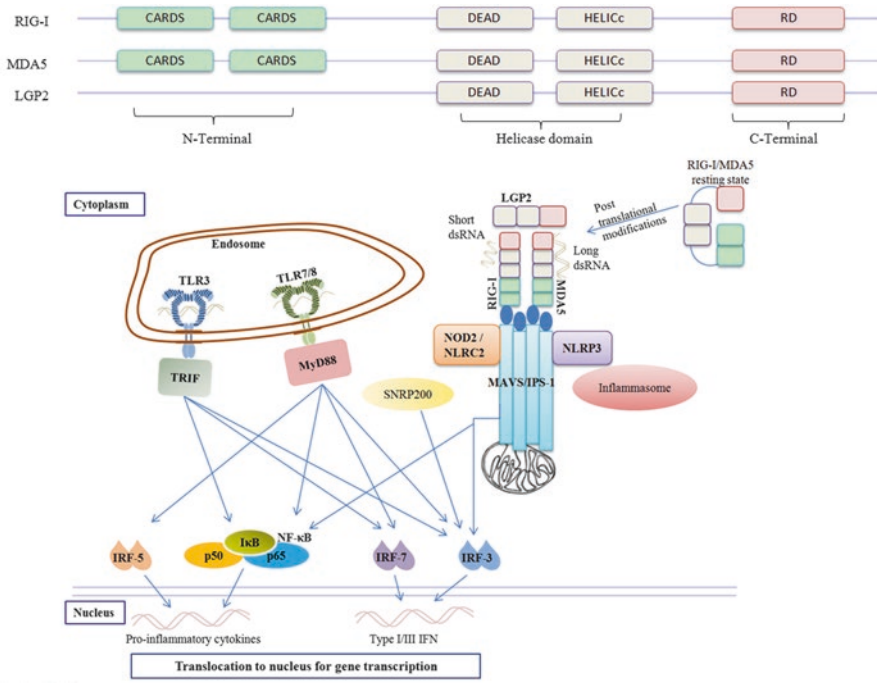 RIG-I
CARDS CARDS DEAD HELICc RD
MDA5
CARDS CARDS DEAD HELICc RD
LGP2
DEAD HELICc RD
N-Terminal Helicase domain C-Terminal
Cytoplasm
RIG-I/MDA5
resting state
LGP2
Post
translational
modifications
Short
dsRNA
Long
dsRNA
Endosome
TLR3
TLR7/8
RIG-I
MDA5
TRIF
MyD88
NOD2 /
NLRC2
NLRP3
MAVS/IPS-1
SNRP200
Inflammasome
IRF-5
p50
IκB
NF-κB
p65
IRF-7
IRF-3
Nucleus
Pro-inflammatory cytokines
Type I/III IFN
Translocation to nucleus for gene transcription